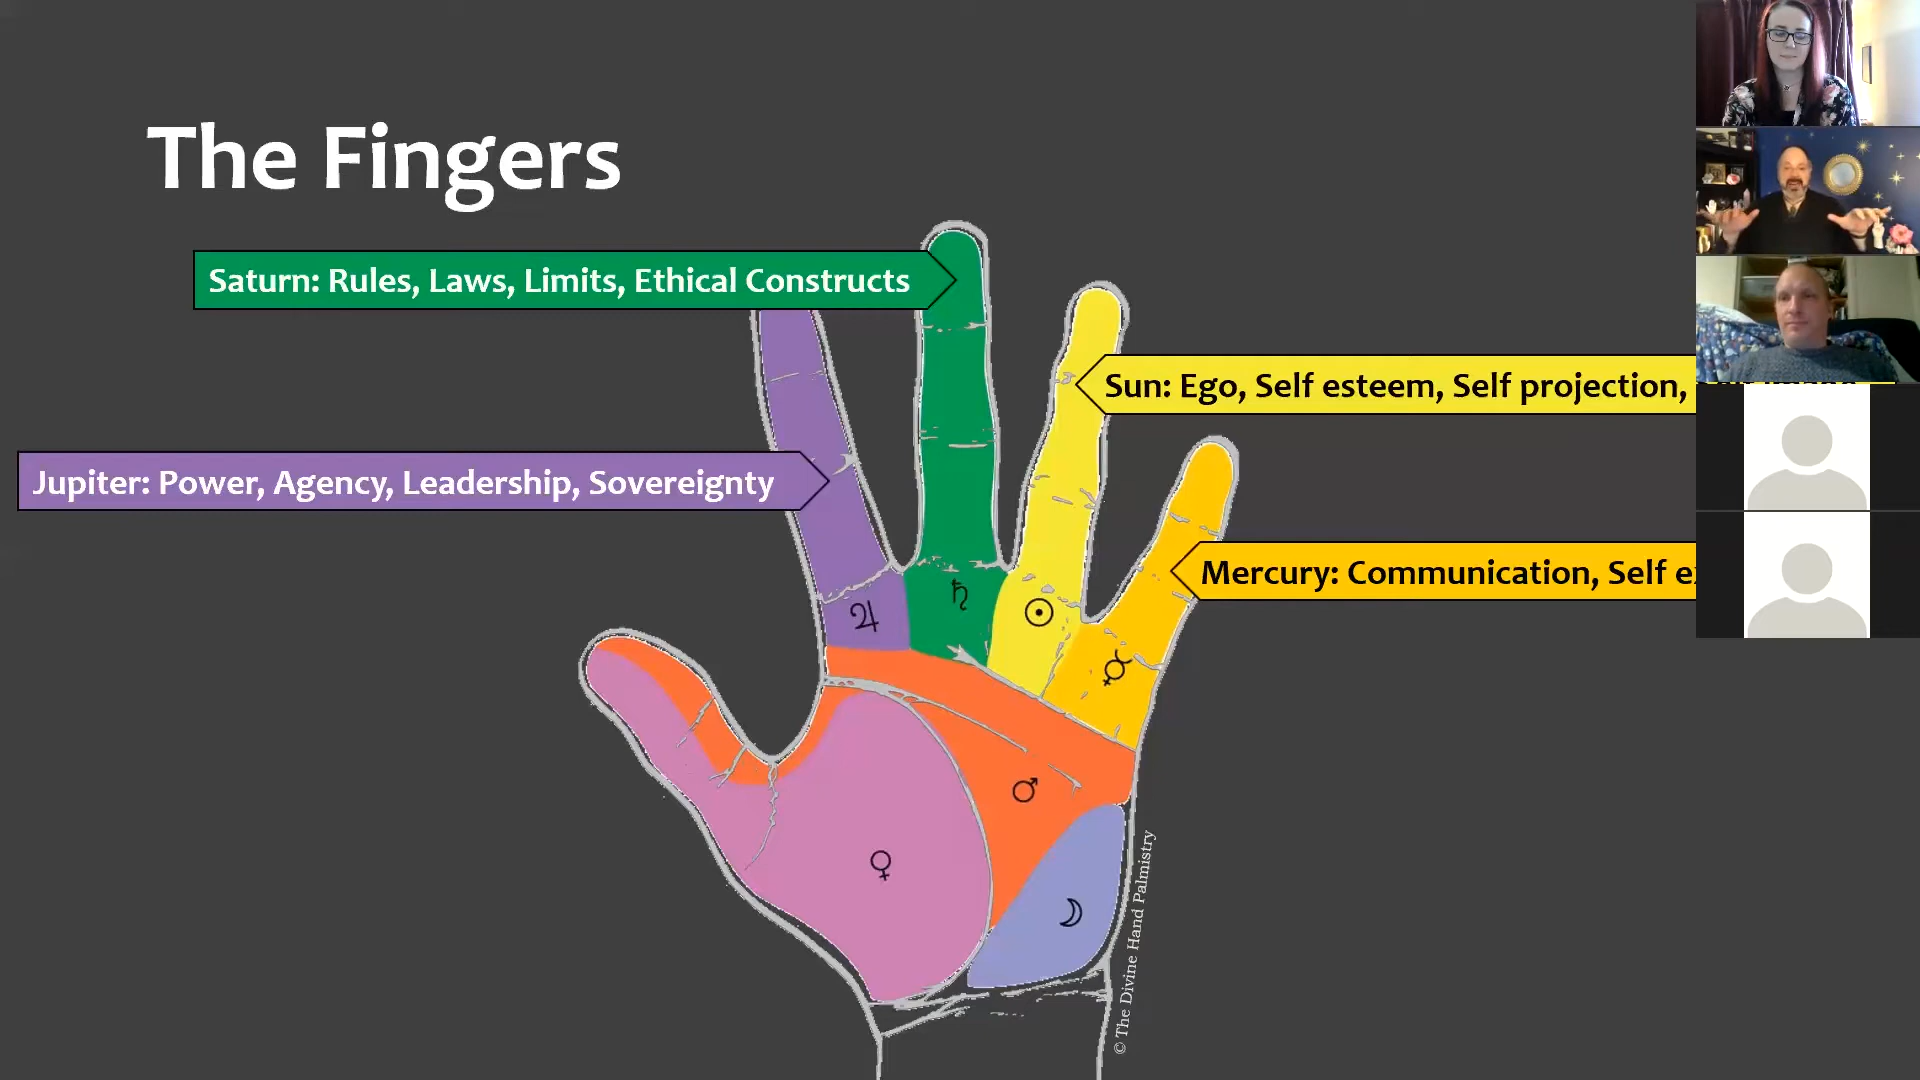 The Fingers
Saturn: Rules, Laws, Limits, Ethical Constructs
Sun: Ego, Self esteem, Self projection,
Jupiter: Power, Agency, Leadership, Sovereignty
Mercury: Communication, Self
© The Divine Hand Palmistry